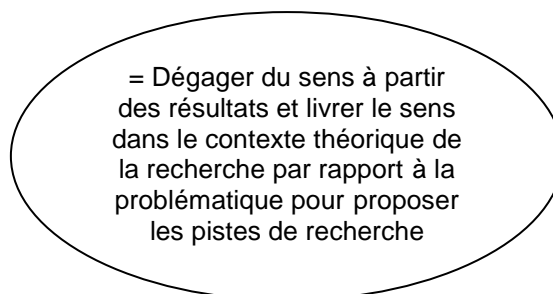 = Dégager du sens à partir
des résultats et livrer le sens
dans le contexte théorique de
la recherche par rapport à la
problématique pour proposer
les pistes de recherche